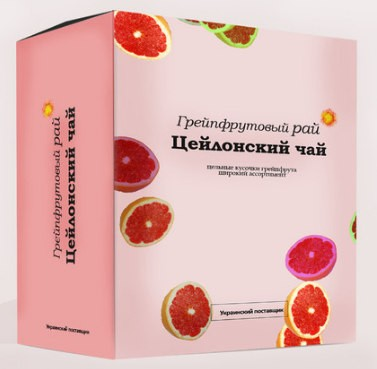 Грейпфрутовый рай
Цейлонский чай
цельные кусочки грейпфрута
широкий ассортимент
Украинский поставщик
Грейпфрутовый рай
Цейлонский чай
Украинский поставщик